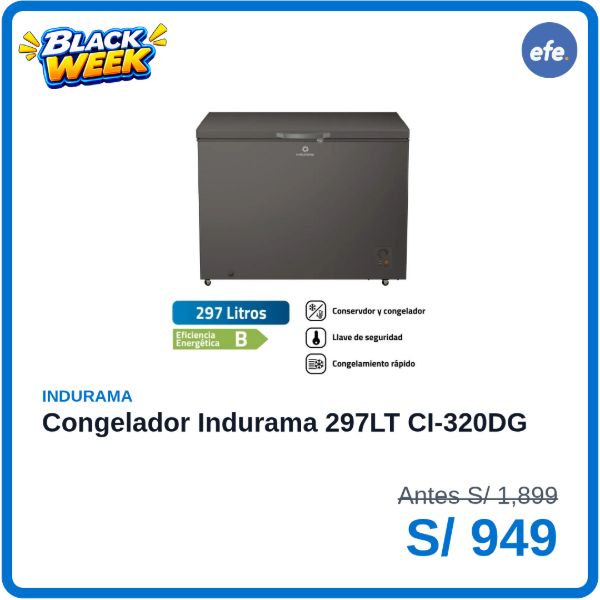 BLACK
WEEK
efe.
INDURAMA
297 Litros
Eficiencia
Energética
B
Conservdor y congelador
Llave de seguridad
Congelamiento rápido
INDURAMA
Congelador Indurama 297LT CI-320DG
Antes S/ 1,899
S/ 949